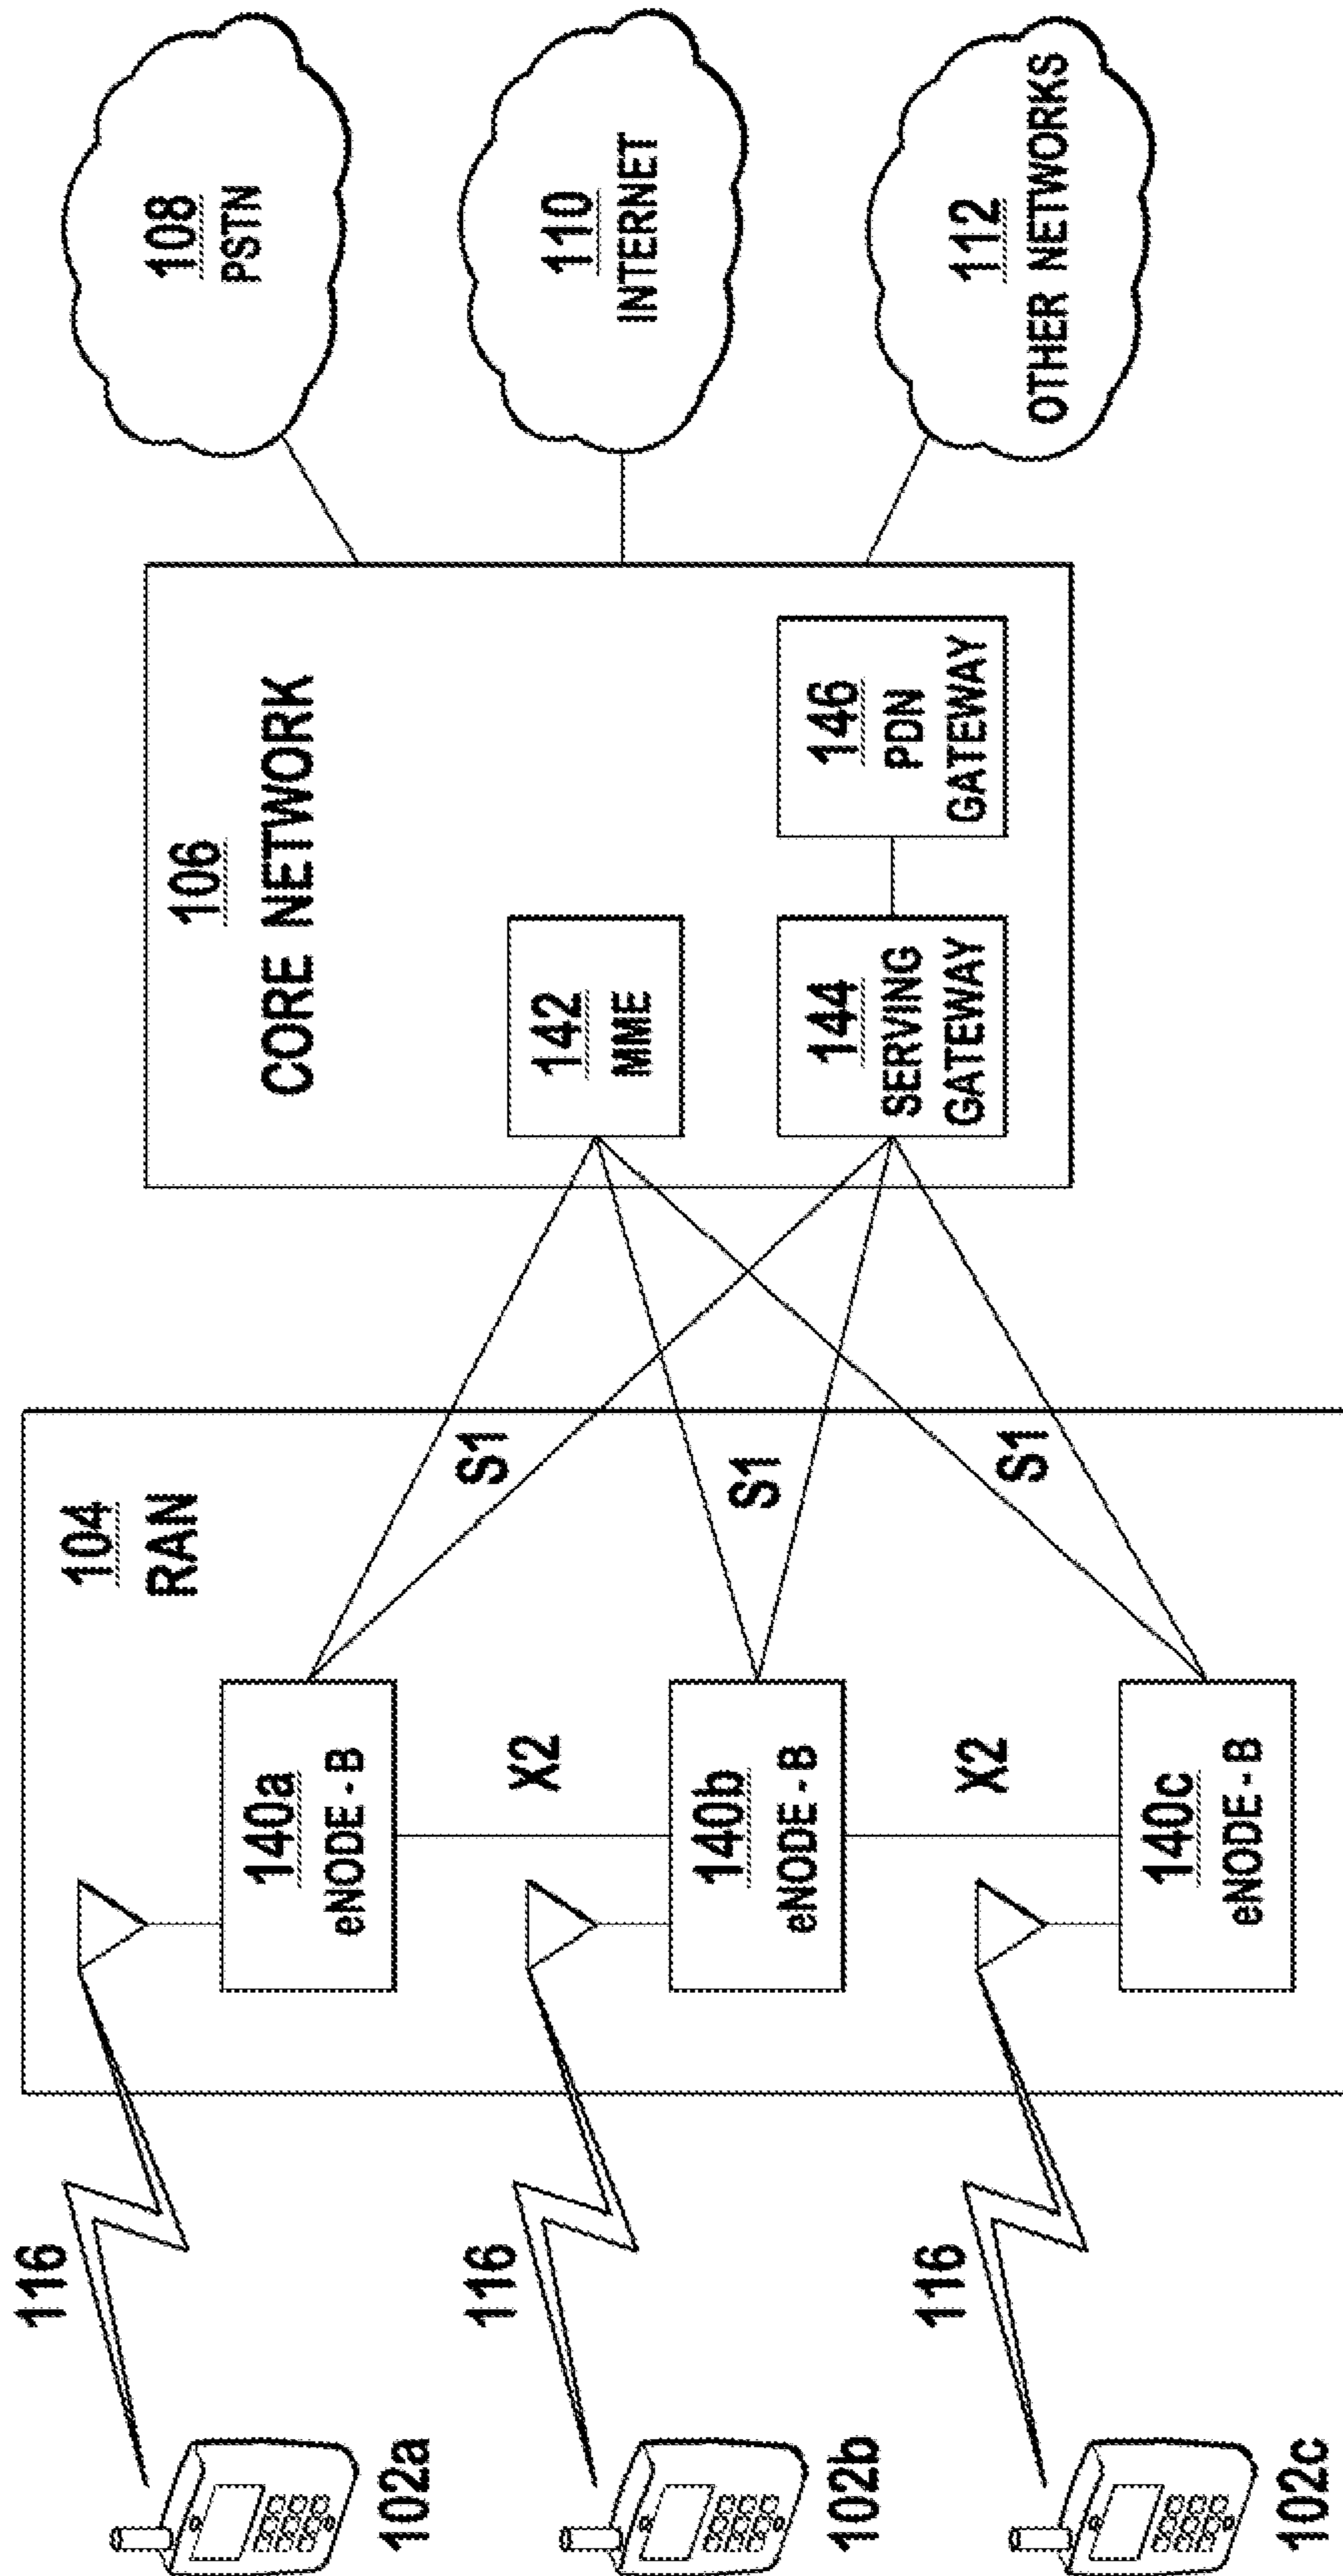 116
102a
116
102b
116
102c
104
RAN
140a
eNODE - B
X2
140b
eNODE - B
X2
140c
eNODE - B
S1
S1
S1
106
CORE NETWORK
142
MME
144
SERVING
GATEWAY
146
PDN
GATEWAY
108
PSTN
110
INTERNET
112
OTHER NETWORKS